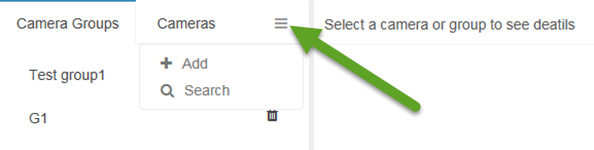 Camera Groups
Cameras
Select a camera or group to see deatils
Add
Search
Test group1
G1